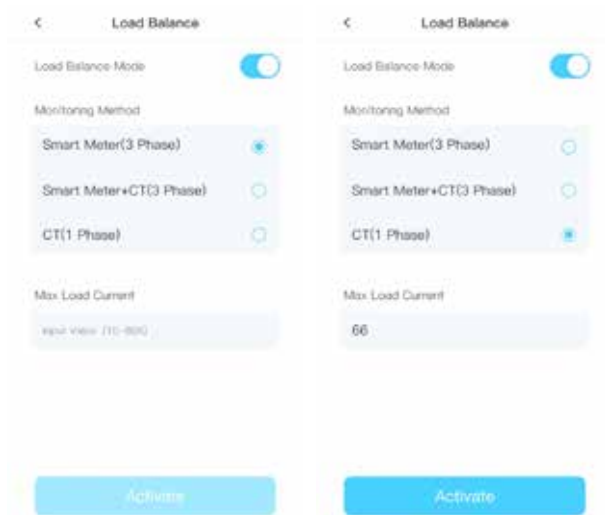 Load Balance
Load Balance Mode
Monitoring Method
Smart Meter(3 Phase)
Smart Meter+CT(3 Phase)
CT(1 Phase)
Max Load Current
Activate
Load Balance
Load Balance Mode
Monitoring Method
Smart Meter(3 Phase)
Smart Meter+CT(3 Phase)
CT(1 Phase)
Max Load Current
66
Activate